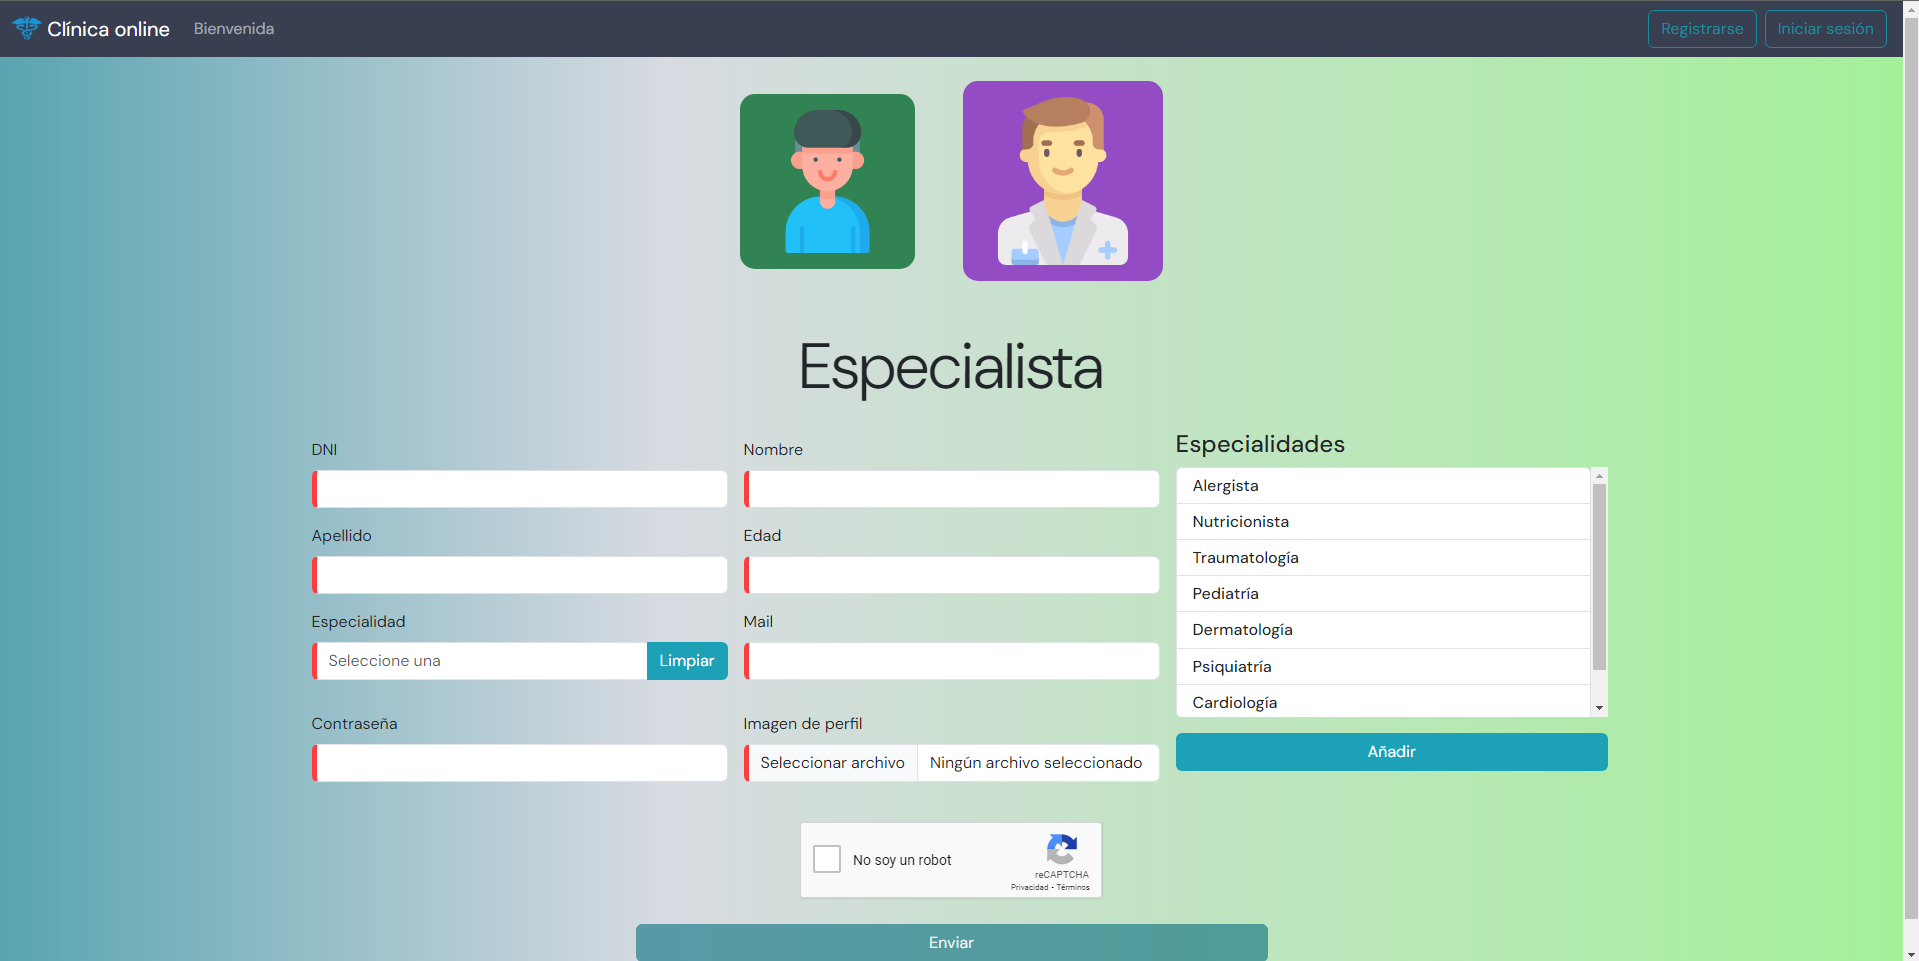 Clínica online
Bienvenida
Registrarse
Iniciar sesión
Especialista
DNI
Nombre
Apellido
Edad
Especialidad
Seleccione una
Limpiar
Mail
Contraseña
Imagen de perfil
Seleccionar archivo
Ningún archivo seleccionado
Especialidades
Alergista
Nutricionista
Traumatología
Pediatría
Dermatología
Psiquiatría
Cardiología
Añadir
No soy un robot
reCAPTCHA
Privacidad - Términos
Enviar